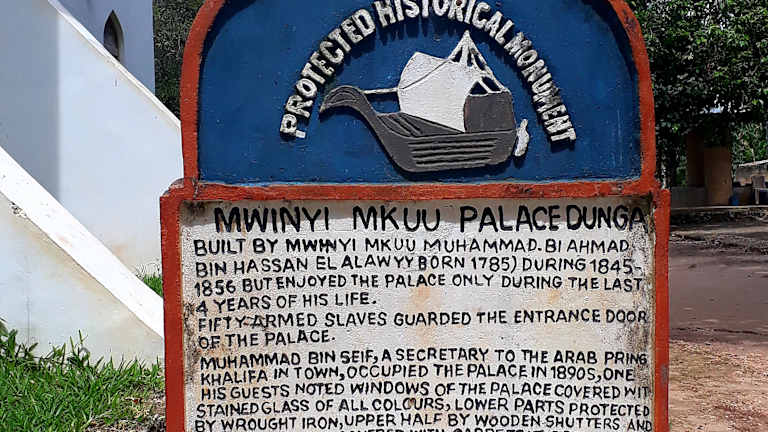 PROTECTED HISTORICAL MONUMENT
MWINYI MKUU PALACE DUNGA
BUILT BY MWINYI MKUU MUHAMMAD. BI AHMAD
BIN HASSAN EL ALAWYY BORN 1785) DURING 1845-
1856 BUT ENJOYED THE PALACE ONLY DURING THE LAST
4 YEARS OF HIS LIFE.
FIFTY ARMED SLAVES GUARDED THE ENTRANCE DOOR
OF THE PALACE.
MUHAMMAD BIN SEIF, A SECRETARY TO THE ARAB PRING
KHALIFA IN TOWN, OCCUPIED THE PALACE IN 1890S, ONE
HIS GUESTS NOTED WINDOWS OF THE PALACE COVERED WIT
STAINED GLASS OF ALL COLOURS, LOWER PARTS PROTECTED
BY WROUGHT IRON, UPPER HALF BY WOODEN SHUTTERS AND